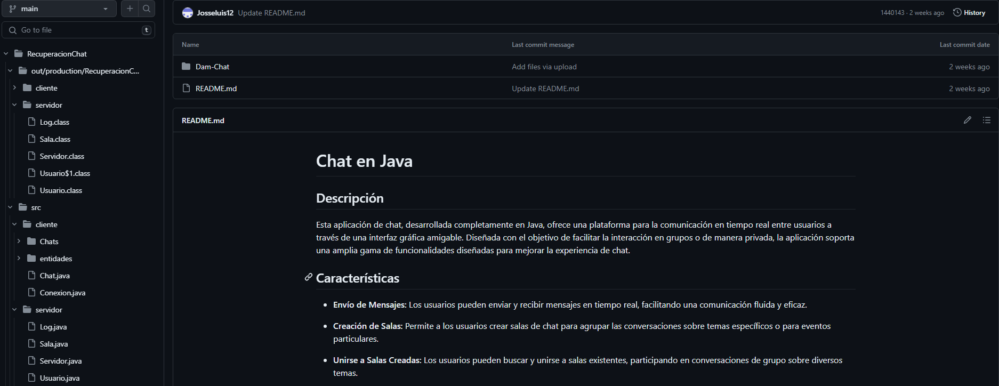 main
Go to file
t
RecuperacionChat
out/production/RecuperacionC...
cliente
servidor
Log.class
Sala.class
Servidor.class
Usuario$1.class
Usuario.class
src
cliente
Chats
entidades
Chat.java
Conexion.java
servidor
Log.java
Sala.java
Servidor.java
Usuario.java
Josseluis12 Update README.md 1440143 · 2 weeks ago History
Name Last commit message Last commit date
Dam-Chat Add files via upload 2 weeks ago
README.md Update README.md 2 weeks ago
README.md
Chat en Java
Descripción
Esta aplicación de chat, desarrollada completamente en Java, ofrece una plataforma para la comunicación en tiempo real entre usuarios a
través de una interfaz gráfica amigable. Diseñada con el objetivo de facilitar la interacción en grupos o de manera privada, la aplicación soporta
una amplia gama de funcionalidades diseñadas para mejorar la experiencia de chat.
Características
• Envío de Mensajes: Los usuarios pueden enviar y recibir mensajes en tiempo real, facilitando una comunicación fluida y eficaz.
• Creación de Salas: Permite a los usuarios crear salas de chat para agrupar las conversaciones sobre temas específicos o para eventos
particulares.
• Unirse a Salas Creadas: Los usuarios pueden buscar y unirse a salas existentes, participando en conversaciones de grupo sobre diversos
temas.